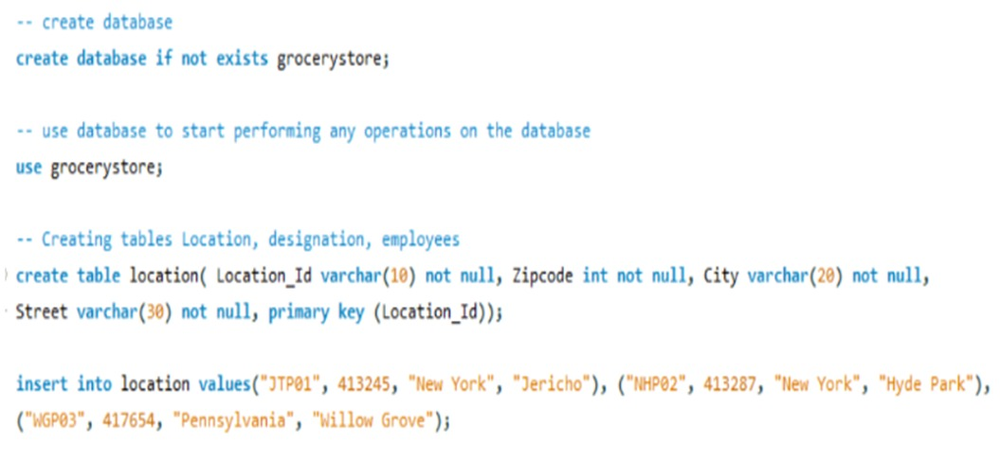 -- create database
create database if not exists grocerystore;
-- use database to start performing any operations on the database
use grocerystore;
-- Creating tables Location, designation, employees
create table location( Location_Id varchar(10) not null, Zipcode int not null, City varchar(20) not null,
Street varchar(30) not null, primary key (Location_Id));
insert into location values("JTP01", 413245, "New York", "Jericho"), ("NHP02", 413287, "New York", "Hyde Park"),
("WGP03", 417654, "Pennsylvania", "Willow Grove");